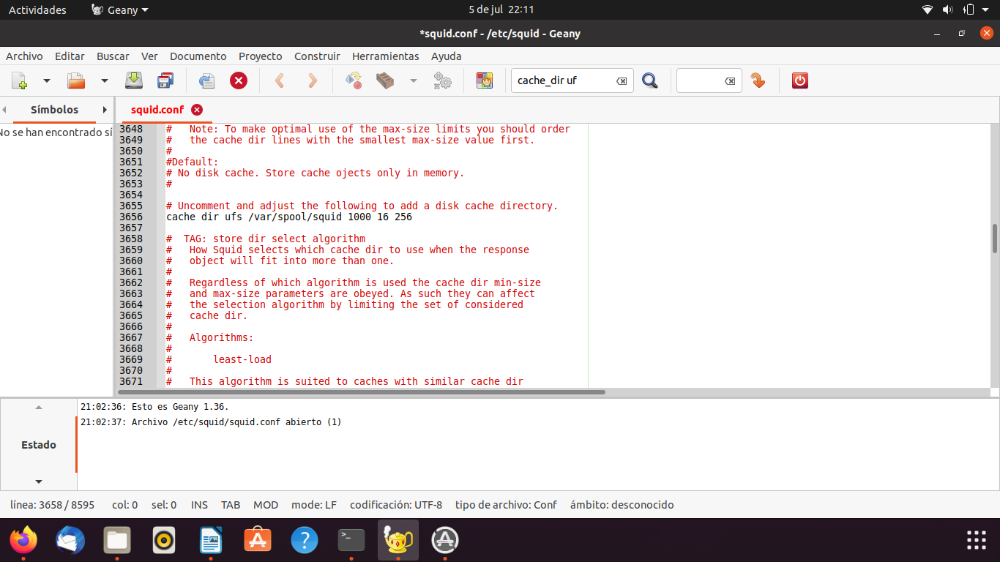 Actividades Geany 5 de jul 22:11
*squid.conf - /etc/squid - Geany
Archivo Editar Buscar Ver Documento Proyecto Construir Herramientas Ayuda
cache_dir uf
Símbolos squid.conf
No se han encontrado sí
3648 #   Note: To make optimal use of the max-size limits you should order
3649 #   the cache dir lines with the smallest max-size value first.
3650 #
3651 #Default:
3652 # No disk cache. Store cache ojects only in memory.
3653 #
3654
3655 # Uncomment and adjust the following to add a disk cache directory.
3656 cache dir ufs /var/spool/squid 1000 16 256
3657
3658 #  TAG: store dir select algorithm
3659 #   How Squid selects which cache dir to use when the response
3660 #   object will fit into more than one.
3661 #
3662 #   Regardless of which algorithm is used the cache dir min-size
3663 #   and max-size parameters are obeyed. As such they can affect
3664 #   the selection algorithm by limiting the set of considered
3665 #   cache dir.
3666 #
3667 #   Algorithms:
3668 #
3669 #       least-load
3670 #
3671 #   This algorithm is suited to caches with similar cache dir
21:02:36: Esto es Geany 1.36.
21:02:37: Archivo /etc/squid/squid.conf abierto (1)
Estado
línea: 3658 / 8595 col: 0 sel: 0 INS TAB MOD mode: LF codificación: UTF-8 tipo de archivo: Conf ámbito: desconocido